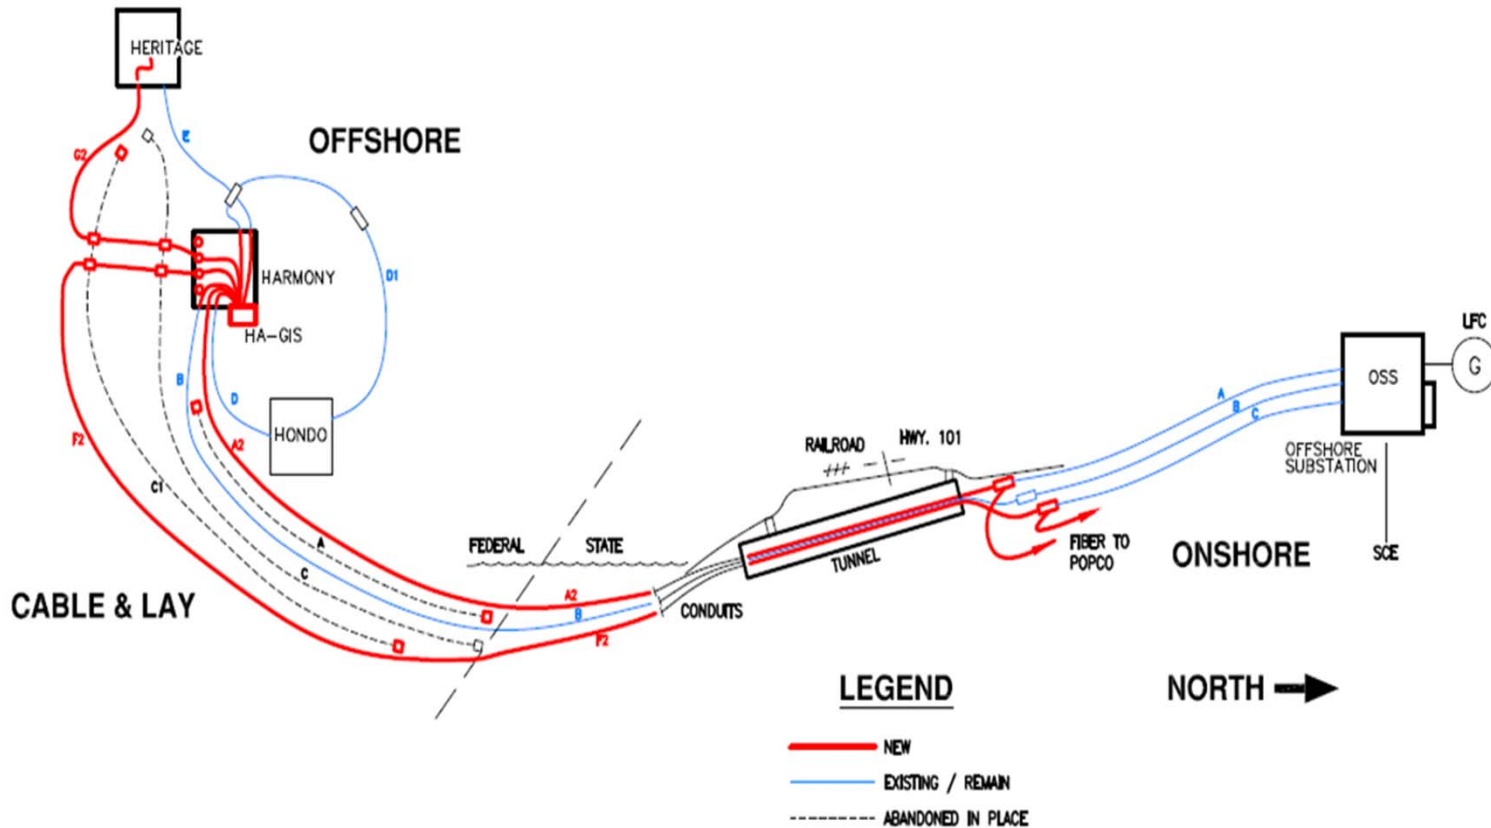 HERITAGE
OFFSHORE
E
G2
HARMONY
D1
HA-GIS
B
D
HONDO
A2
F2
C1
A
C
FEDERAL
STATE
CABLE & LAY
A2
B
F2
CONDUITS
RAILROAD
HWY. 101
TUNNEL
FIBER TO
POPCO
ONSHORE
A
B
C
OSS
LFC
G
OFFSHORE
SUBSTATION
SCE
LEGEND
NORTH
NEW
EXISTING / REMAIN
ABANDONED IN PLACE